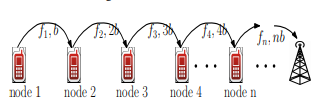 f₁, b f₂, 2b f₃, 3b f₄, 4b fₙ, nb
node 1 node 2 node 3 node 4 node n